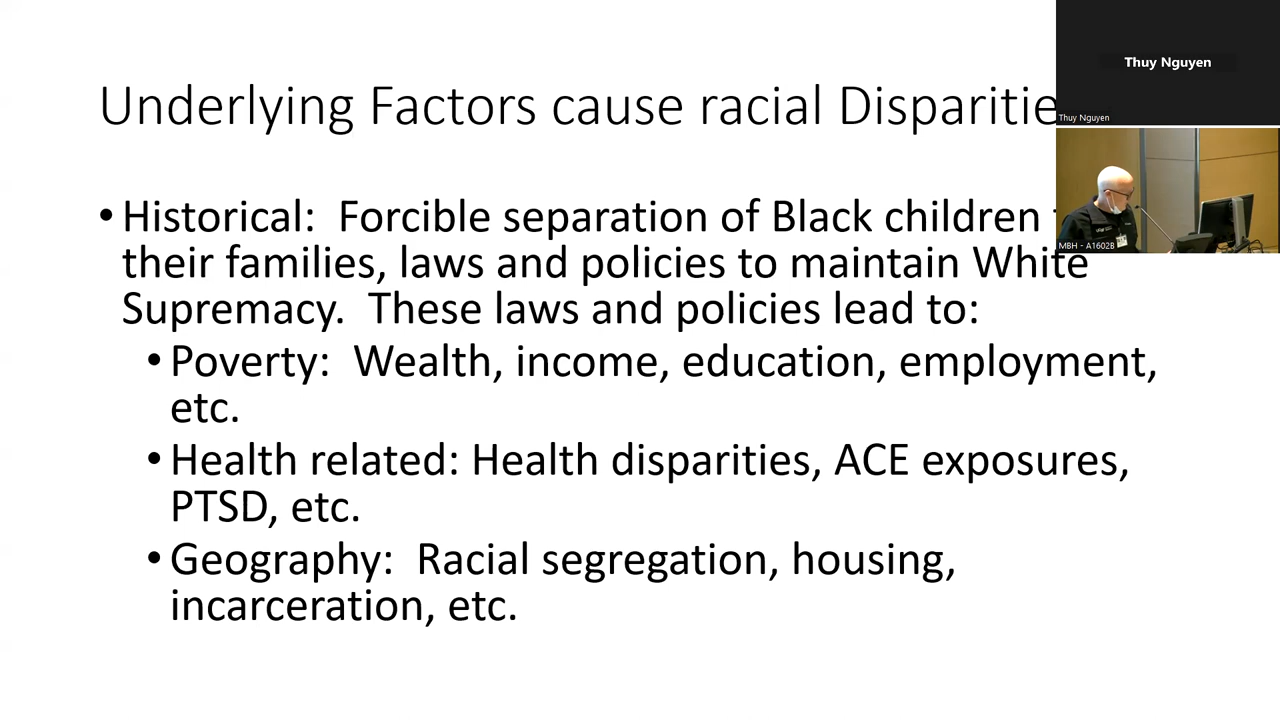 Underlying Factors cause racial Disparitie
• Historical:  Forcible separation of Black children
their families, laws and policies to maintain White
Supremacy.  These laws and policies lead to:
• Poverty:  Wealth, income, education, employment,
etc.
• Health related: Health disparities, ACE exposures,
PTSD, etc.
• Geography:  Racial segregation, housing,
incarceration, etc.
Thuy Nguyen
Thuy Nguyen
MBH - A1602B